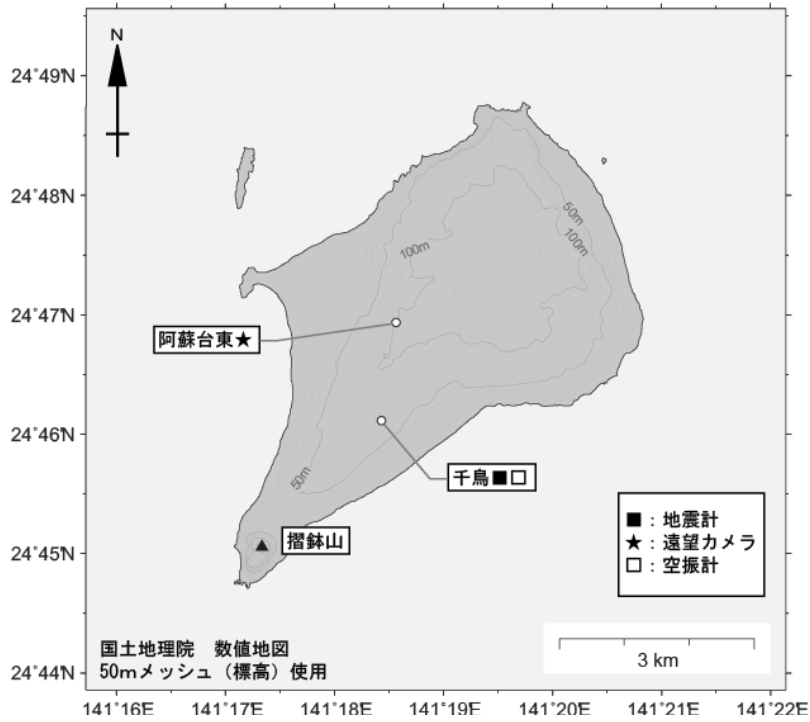 N
24°49'N
24°48'N
24°47'N
24°46'N
24°45'N
24°44'N
50m
100m
100m
阿蘇台東★
千鳥■□
50m
摺鉢山
■：地震計
★：遠望カメラ
□：空振計
国土地理院 数値地図
50mメッシュ（標高）使用
3 km
141°16'E 141°17'E 141°18'E 141°19'E 141°20'E 141°21'E 141°22'E